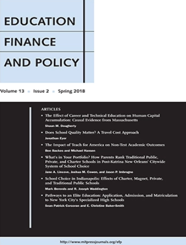 EDUCATION
FINANCE
AND POLICY
Volume 13 · Issue 2 · Spring 2018
ARTICLES
• The Effect of Career and Technical Education on Human Capital
Accumulation: Causal Evidence from Massachusetts
Shaun M. Dougherty
• Does School Quality Matter? A Travel Cost Approach
Jonathan Eyer
• The Impact of Teach for America on Non-Test Academic Outcomes
Ben Backes and Michael Hansen
• What's in Your Portfolio? How Parents Rank Traditional Public,
Private, and Charter Schools in Post-Katrina New Orleans' Citywide
System of School Choice
Jane A. Lincove, Joshua M. Cowen, and Jason P. Imbrogno
• School Choice in Indianapolis: Effects of Charter, Magnet, Private,
and Traditional Public Schools
Mark Berends and R. Joseph Waddington
• Pathways to an Elite Education: Application, Admission, and Matriculation
to New York City's Specialized High Schools
Sean Patrick Corcoran and E. Christine Baker-Smith
http://www.mitpressjournals.org/efp